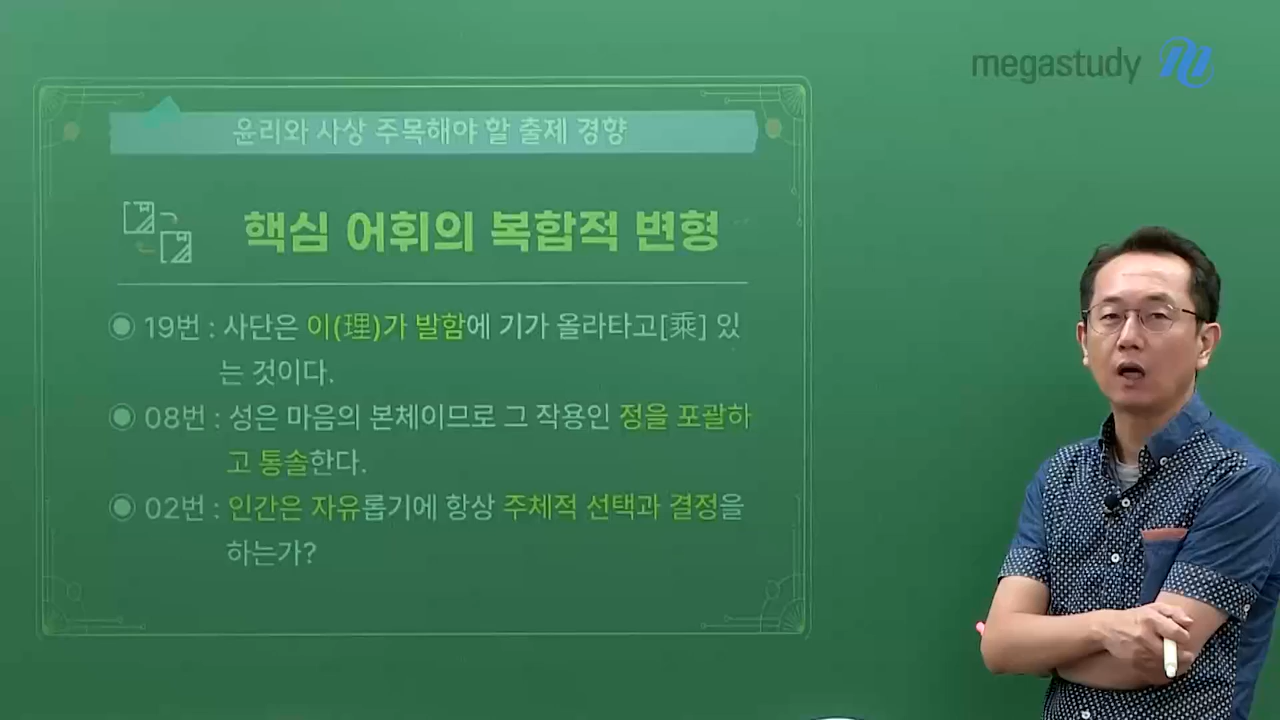 megastudy
윤리와 사상 주목해야 할 출제 경향
핵심 어휘의 복합적 변형
19번 : 사단은 이(理)가 발함에 기가 올라타고[乘] 있
는 것이다.
08번 : 성은 마음의 본체이므로 그 작용인 정을 포괄하
고 통솔한다.
02번 : 인간은 자유롭기에 항상 주체적 선택과 결정을
하는가?